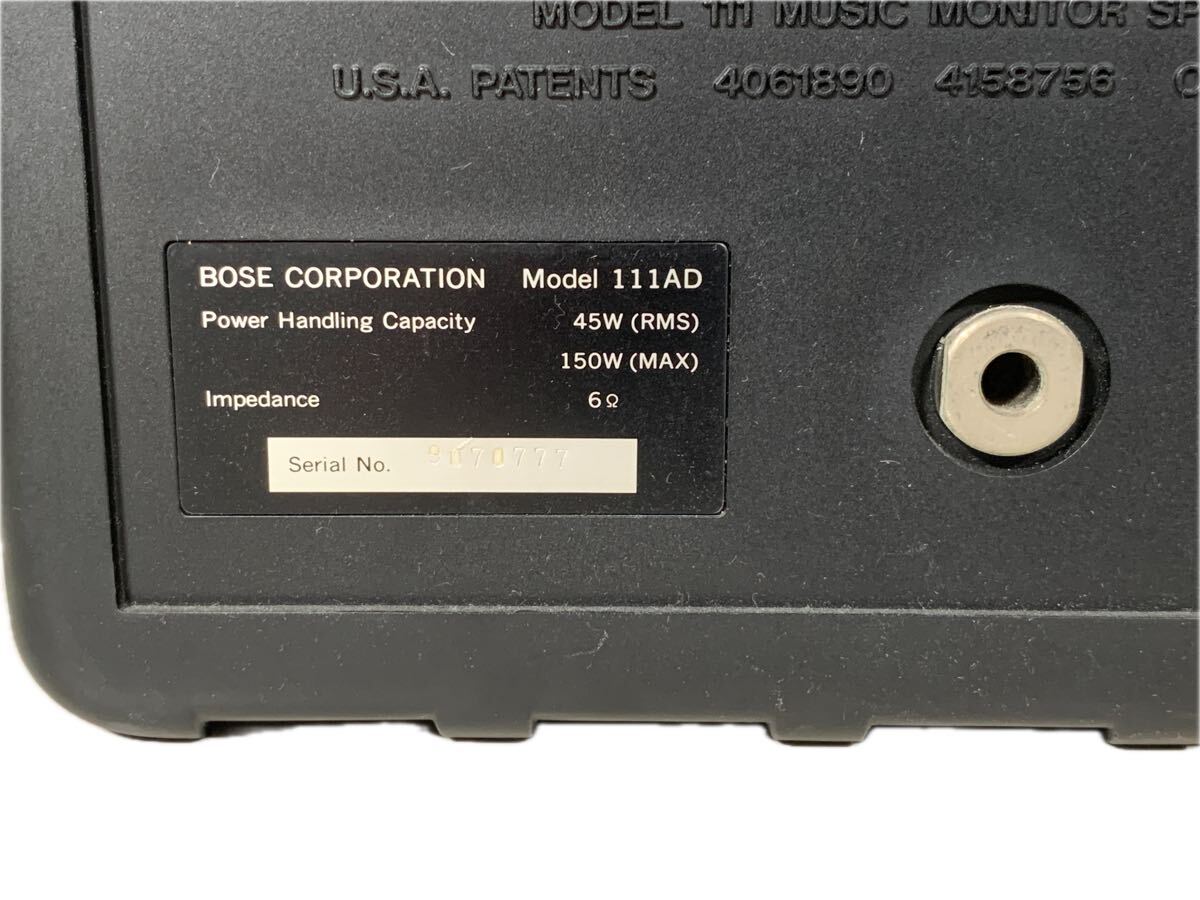 MODEL 111 MUSIC MONITOR
U.S.A. PATENTS 4061890 4158756
BOSE CORPORATION Model 111AD
Power Handling Capacity 45W (RMS)
150W (MAX)
Impedance 6Ω
Serial No.